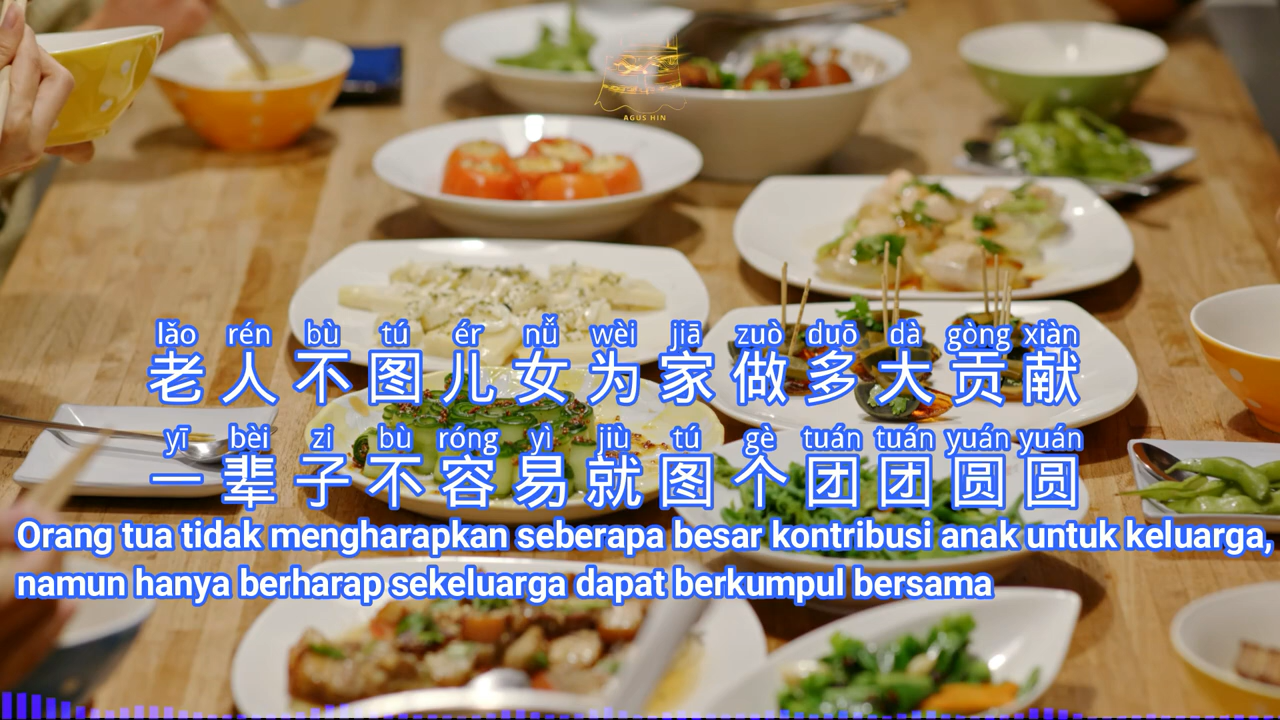 AGUS HIN
lǎo rén bù tú ér nǚ wèi jiā zuò duō dà gòng xiàn
老人不图儿女为家做多大贡献
yī bèi zi bù róng yì jiù tú gè tuán tuán yuán yuán
一辈子不容易就图个团团圆圆
Orang tua tidak mengharapkan seberapa besar kontribusi anak untuk keluarga,
namun hanya berharap sekeluarga dapat berkumpul bersama